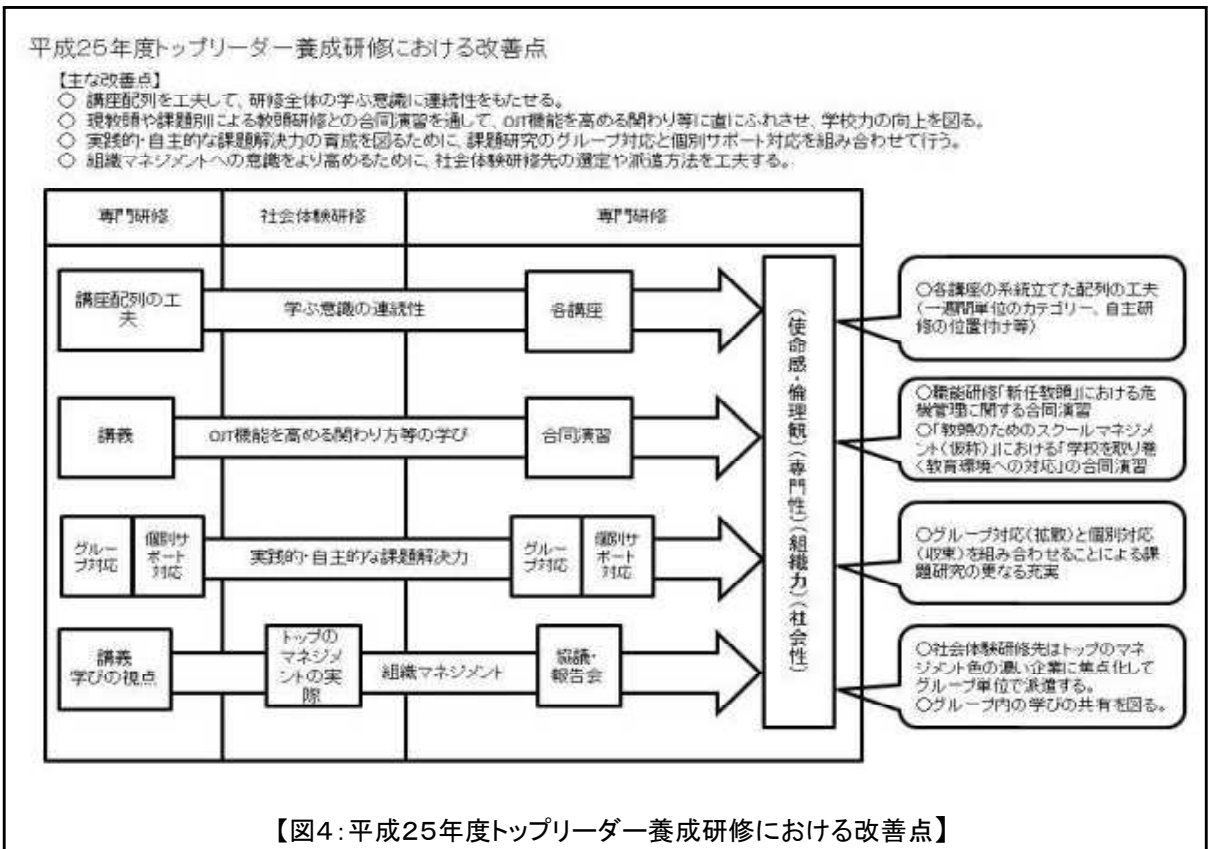 平成25年度トップリーダー養成研修における改善点
【主な改善点】
○ 講座配列を工夫して、研修全体の学ぶ意識に連続性をもたせる。
○ 現教頭や課題別による教頭研修との合同演習を通して、OJT機能を高める関わり等に直にふれさせ、学校力の向上を図る。
○ 実践的・自主的な課題解決力の育成を図るために、課題研究のグループ対応と個別サポート対応を組み合わせて行う。
○ 組織マネジメントへの意識をより高めるために、社会体験研修先の選定や派遣方法を工夫する。
専門研修
社会体験研修
専門研修
講座配列の工
夫
学ぶ意識の連続性
各講座
講義
OJT機能を高める関わり方等の学び
合同演習
グルー
プ対応
個別サ
ポート
対応
実践的・自主的な課題解決力
グルー
プ対応
個別サ
ポート
対応
講義
学びの視点
トップの
マネジメ
ントの実
際
組織マネジメント
協議・
報告会
(使命感・倫理観)(専門性)(組織力)(社会性)
○各講座の系統立てた配列の工夫
(一週間単位のカテゴリー、自主研
修の位置付け等)
○職能研修「新任教頭」における危
機管理に関する合同演習
○「教頭のためのスクールマネジメ
ント(仮称)」における「学校を取り巻
く教育環境への対応」の合同演習
○グループ対応(拡散)と個別対応
(収束)を組み合わせることによる課
題研究の更なる充実
○社会体験研修先はトップのマネ
ジメント色の濃い企業に焦点化して
グループ単位で派遣する。
○グループ内の学びの共有を図る。
【図4：平成25年度トップリーダー養成研修における改善点】